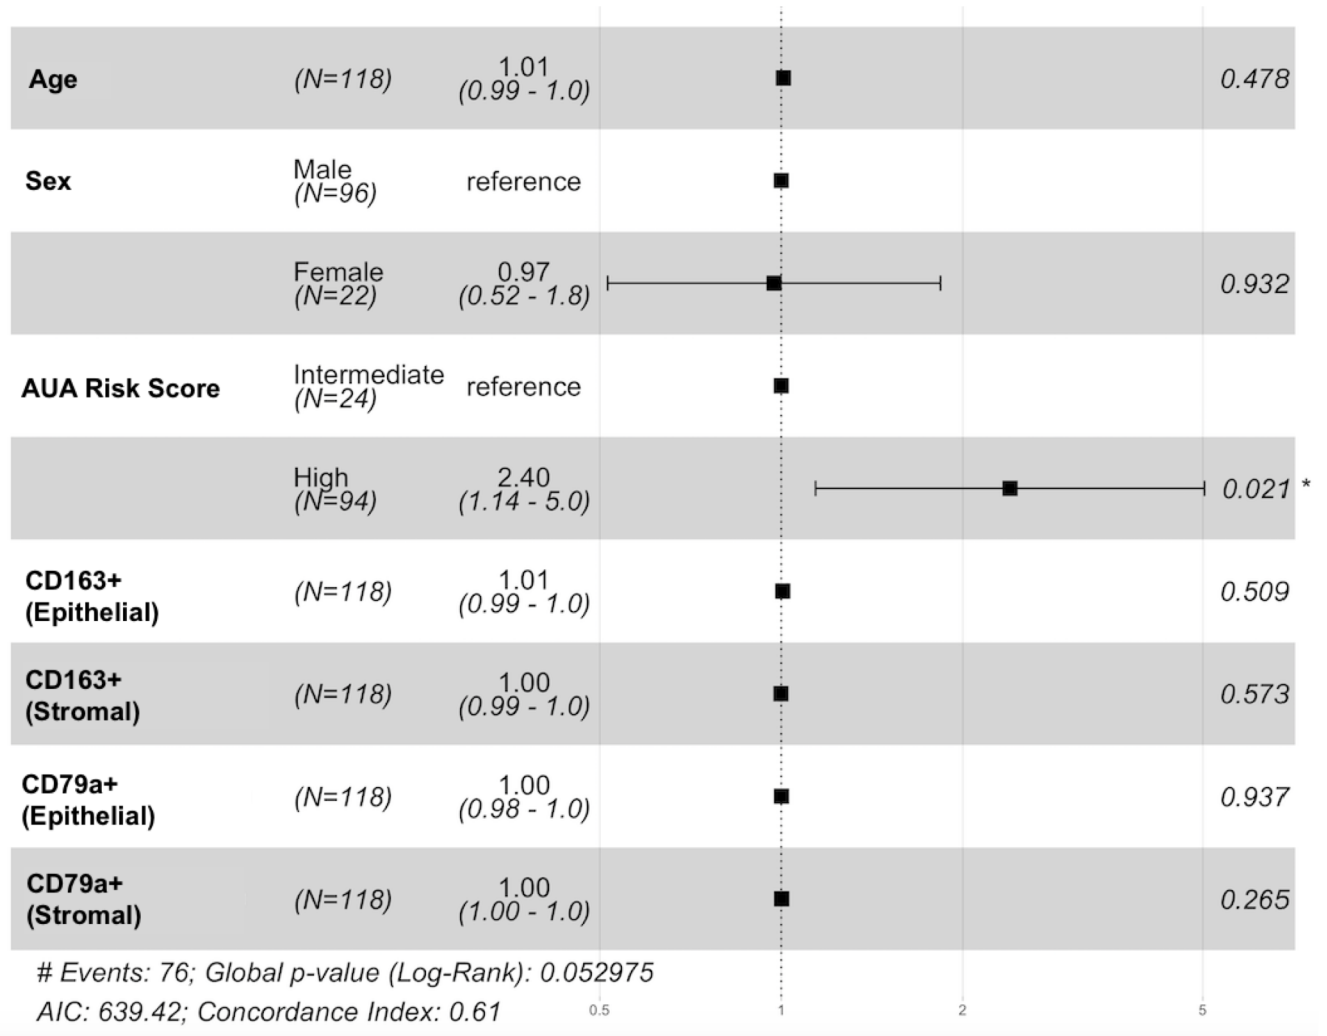 Age (N=118) 1.01 0.478
(0.99 - 1.0)
Sex Male reference
(N=96)
Female 0.97 0.932
(N=22) (0.52 - 1.8)
AUA Risk Score Intermediate reference
(N=24)
High 2.40 0.021 *
(N=94) (1.14 - 5.0)
CD163+ (N=118) 1.01 0.509
(Epithelial) (0.99 - 1.0)
CD163+ (N=118) 1.00 0.573
(Stromal) (0.99 - 1.0)
CD79a+ (N=118) 1.00 0.937
(Epithelial) (0.98 - 1.0)
CD79a+ (N=118) 1.00 0.265
(Stromal) (1.00 - 1.0)
# Events: 76; Global p-value (Log-Rank): 0.052975
AIC: 639.42; Concordance Index: 0.61
0.5 1 2 5